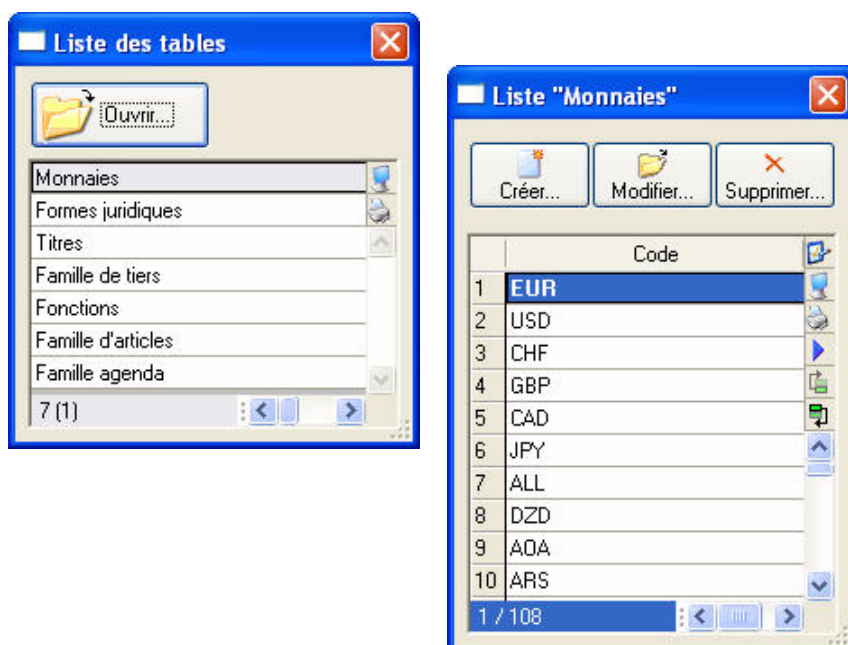 Liste des tables
Ouvrir...
Monnaies
Formes juridiques
Titres
Famille de tiers
Fonctions
Famille d'articles
Famille agenda
7 (1)
Liste "Monnaies"
Créer... Modifier... Supprimer...
Code
1 EUR
2 USD
3 CHF
4 GBP
5 CAD
6 JPY
7 ALL
8 DZD
9 AOA
10 ARS
1 / 108